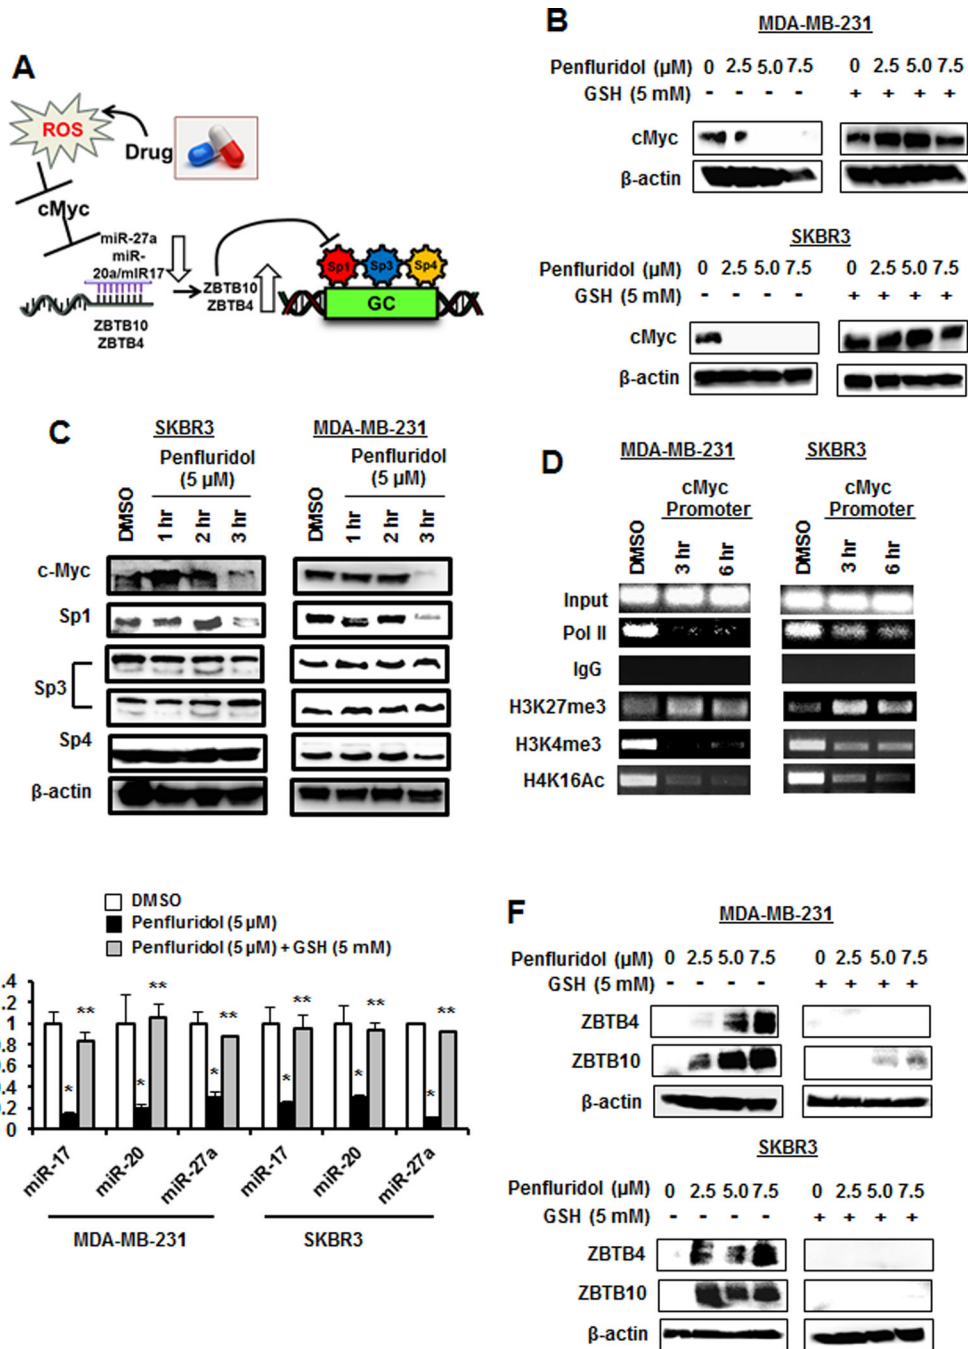 A
ROS
Drug
cMyc
miR-27a
miR-
20a/mIR17
ZBTB10
ZBTB4
ZBTB10
ZBTB4
Sp1 Sp3 Sp4
GC
B
MDA-MB-231
Penfluridol (µM) 0 2.5 5.0 7.5 0 2.5 5.0 7.5
GSH (5 mM) - - - - + + + +
cMyc
β-actin
SKBR3
Penfluridol (µM) 0 2.5 5.0 7.5 0 2.5 5.0 7.5
GSH (5 mM) - - - - + + + +
cMyc
β-actin
C
SKBR3 MDA-MB-231
Penfluridol Penfluridol
(5 µM) (5 µM)
DMSO 1 hr 2 hr 3 hr DMSO 1 hr 2 hr 3 hr
c-Myc
Sp1
Sp3
Sp4
β-actin
D
MDA-MB-231 SKBR3
cMyc cMyc
Promoter Promoter
DMSO 3 hr 6 hr DMSO 3 hr 6 hr
Input
Pol II
IgG
H3K27me3
H3K4me3
H4K16Ac
DMSO
Penfluridol (5 µM)
Penfluridol (5 µM) + GSH (5 mM)
.4
.2
1
0.8
0.6
0.4
0.2
0
* ** * ** * ** * ** * ** * **
miR-17 miR-20 miR-27a miR-17 miR-20 miR-27a
MDA-MB-231 SKBR3
F
MDA-MB-231
Penfluridol (µM) 0 2.5 5.0 7.5 0 2.5 5.0 7.5
GSH (5 mM) - - - - + + + +
ZBTB4
ZBTB10
β-actin
SKBR3
Penfluridol (µM) 0 2.5 5.0 7.5 0 2.5 5.0 7.5
GSH (5 mM) - - - - + + + +
ZBTB4
ZBTB10
β-actin